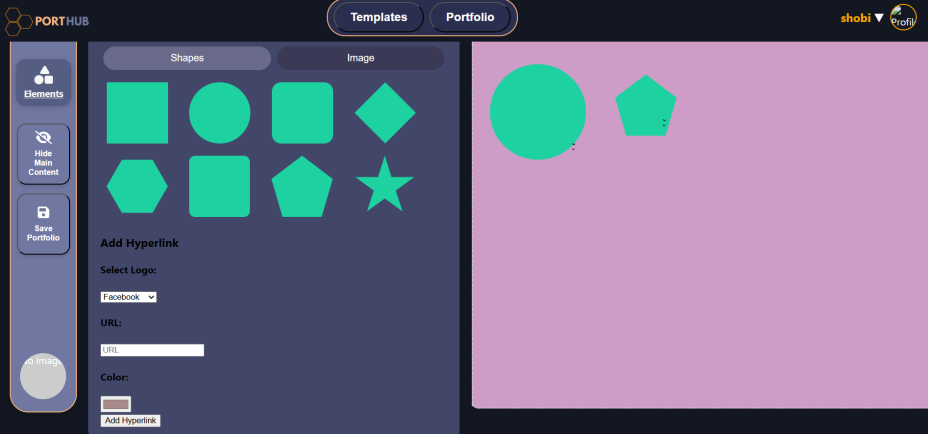 PORTHUB
Templates
Portfolio
shobi ▼
Profil
Shapes
Image
Elements
Hide
Main
Content
Save
Portfolio
Add Hyperlink
Select Logo:
Facebook
URL:
URL
Color:
Add Hyperlink